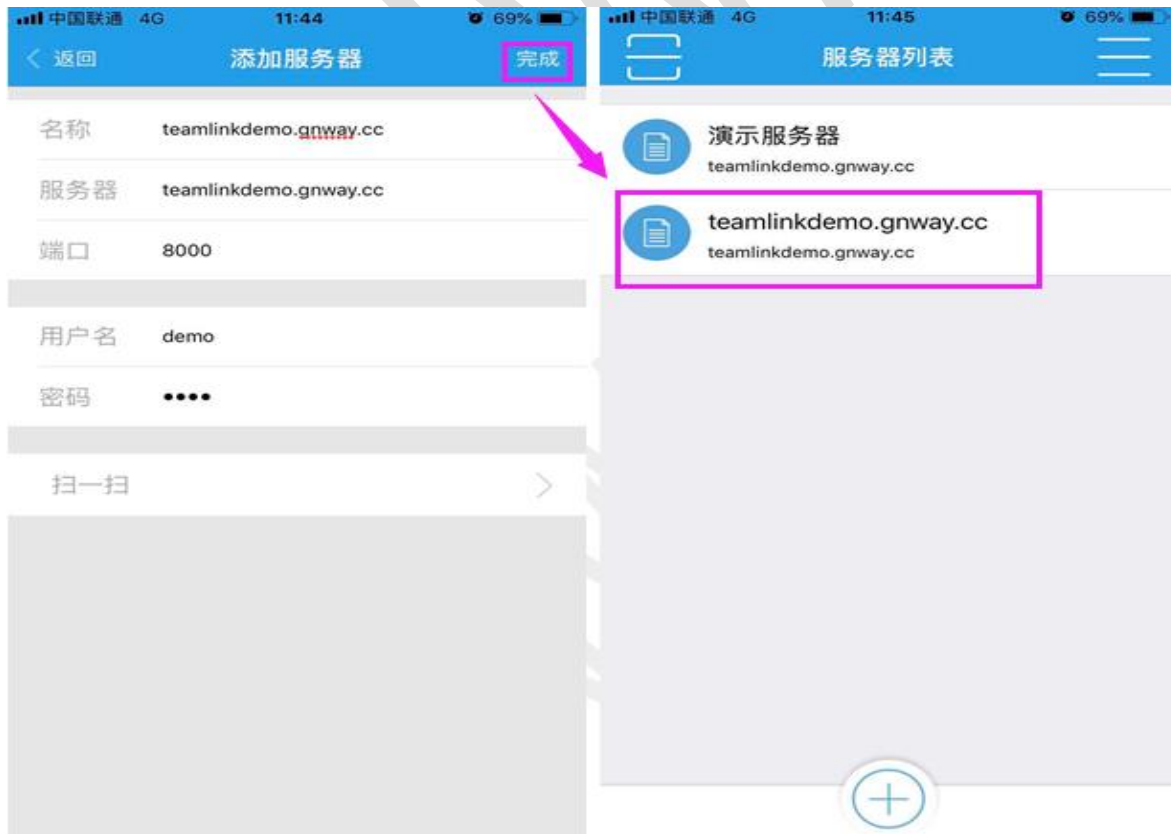 中国联通 4G 11:44 69%
返回 添加服务器 完成
名称 teamlinkdemo.gnway.cc
服务器 teamlinkdemo.gnway.cc
端口 8000
用户名 demo
密码 ••••
扫一扫
中国联通 4G 11:45 69%
服务器列表
演示服务器
teamlinkdemo.gnway.cc
teamlinkdemo.gnway.cc
teamlinkdemo.gnway.cc